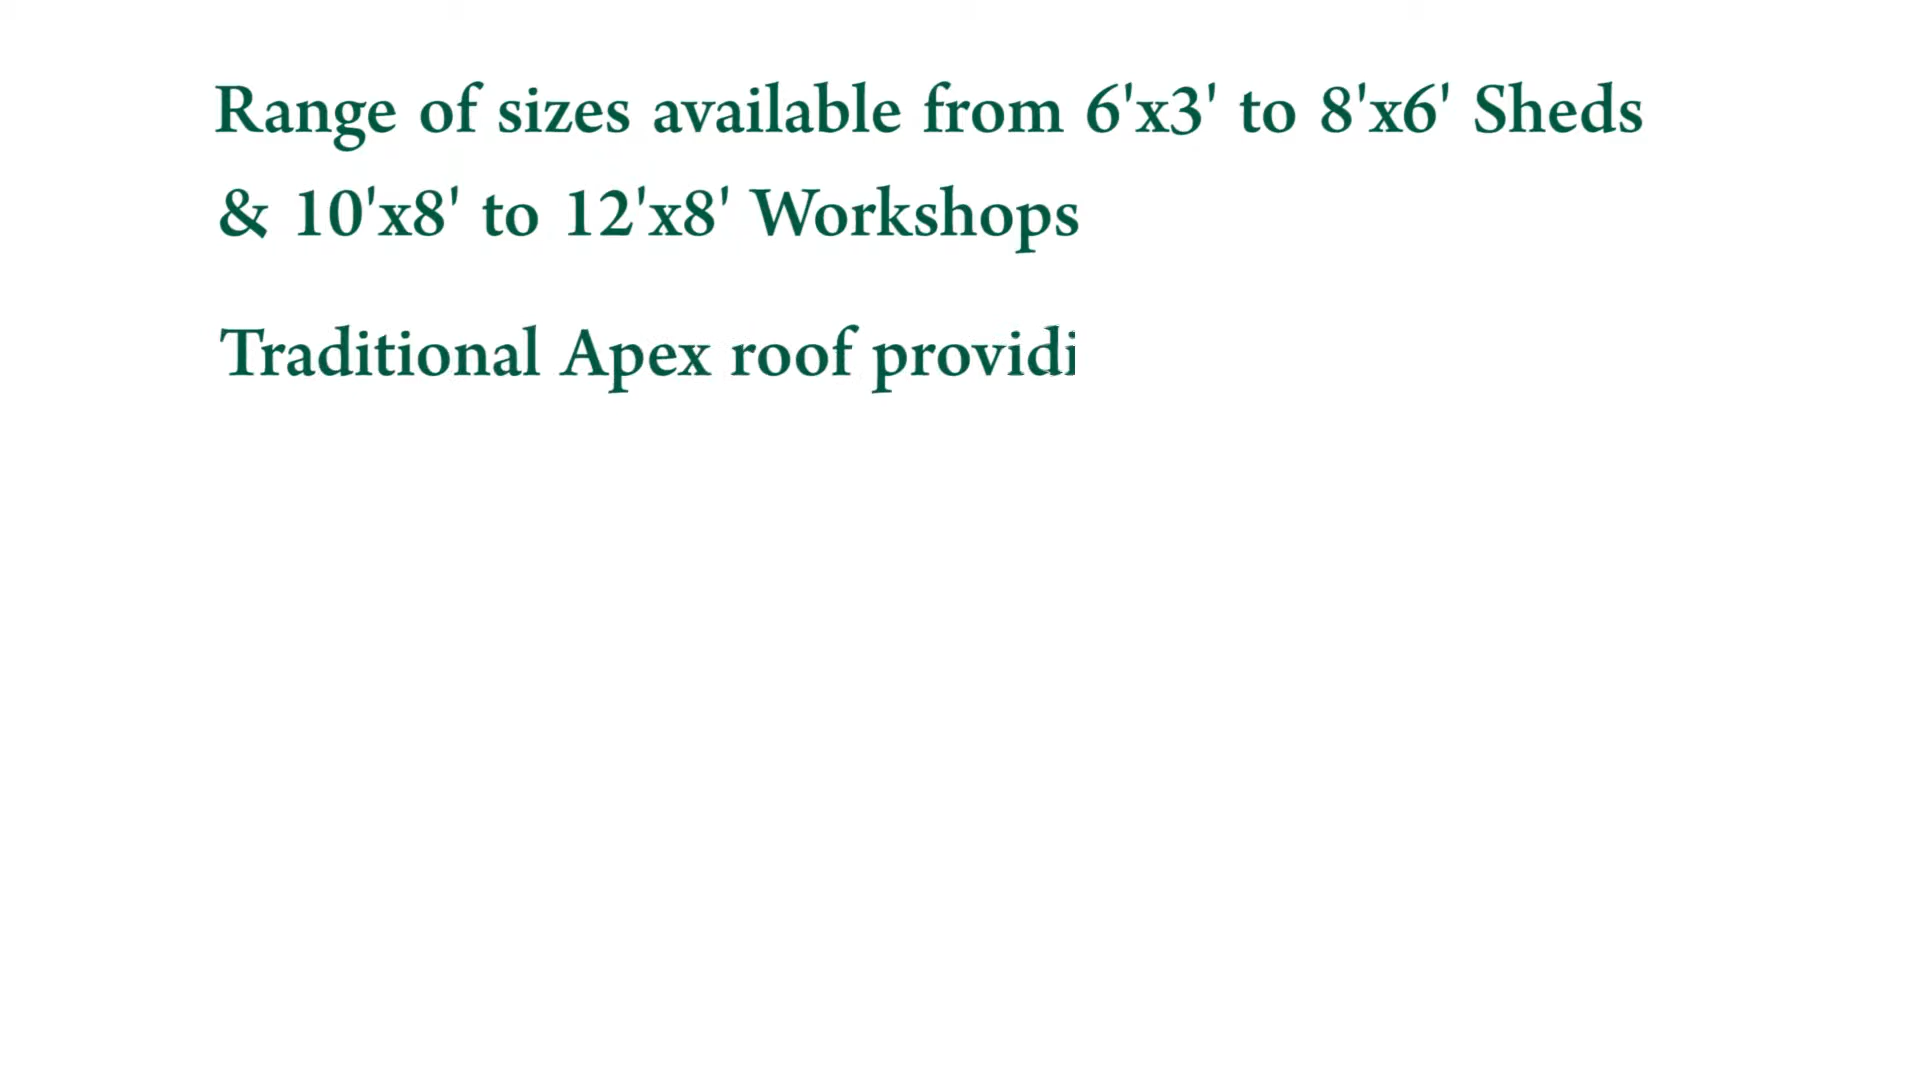 Range of sizes available from 6'x3' to 8'x6' Sheds
& 10'x8' to 12'x8' Workshops
Traditional Apex roof providi